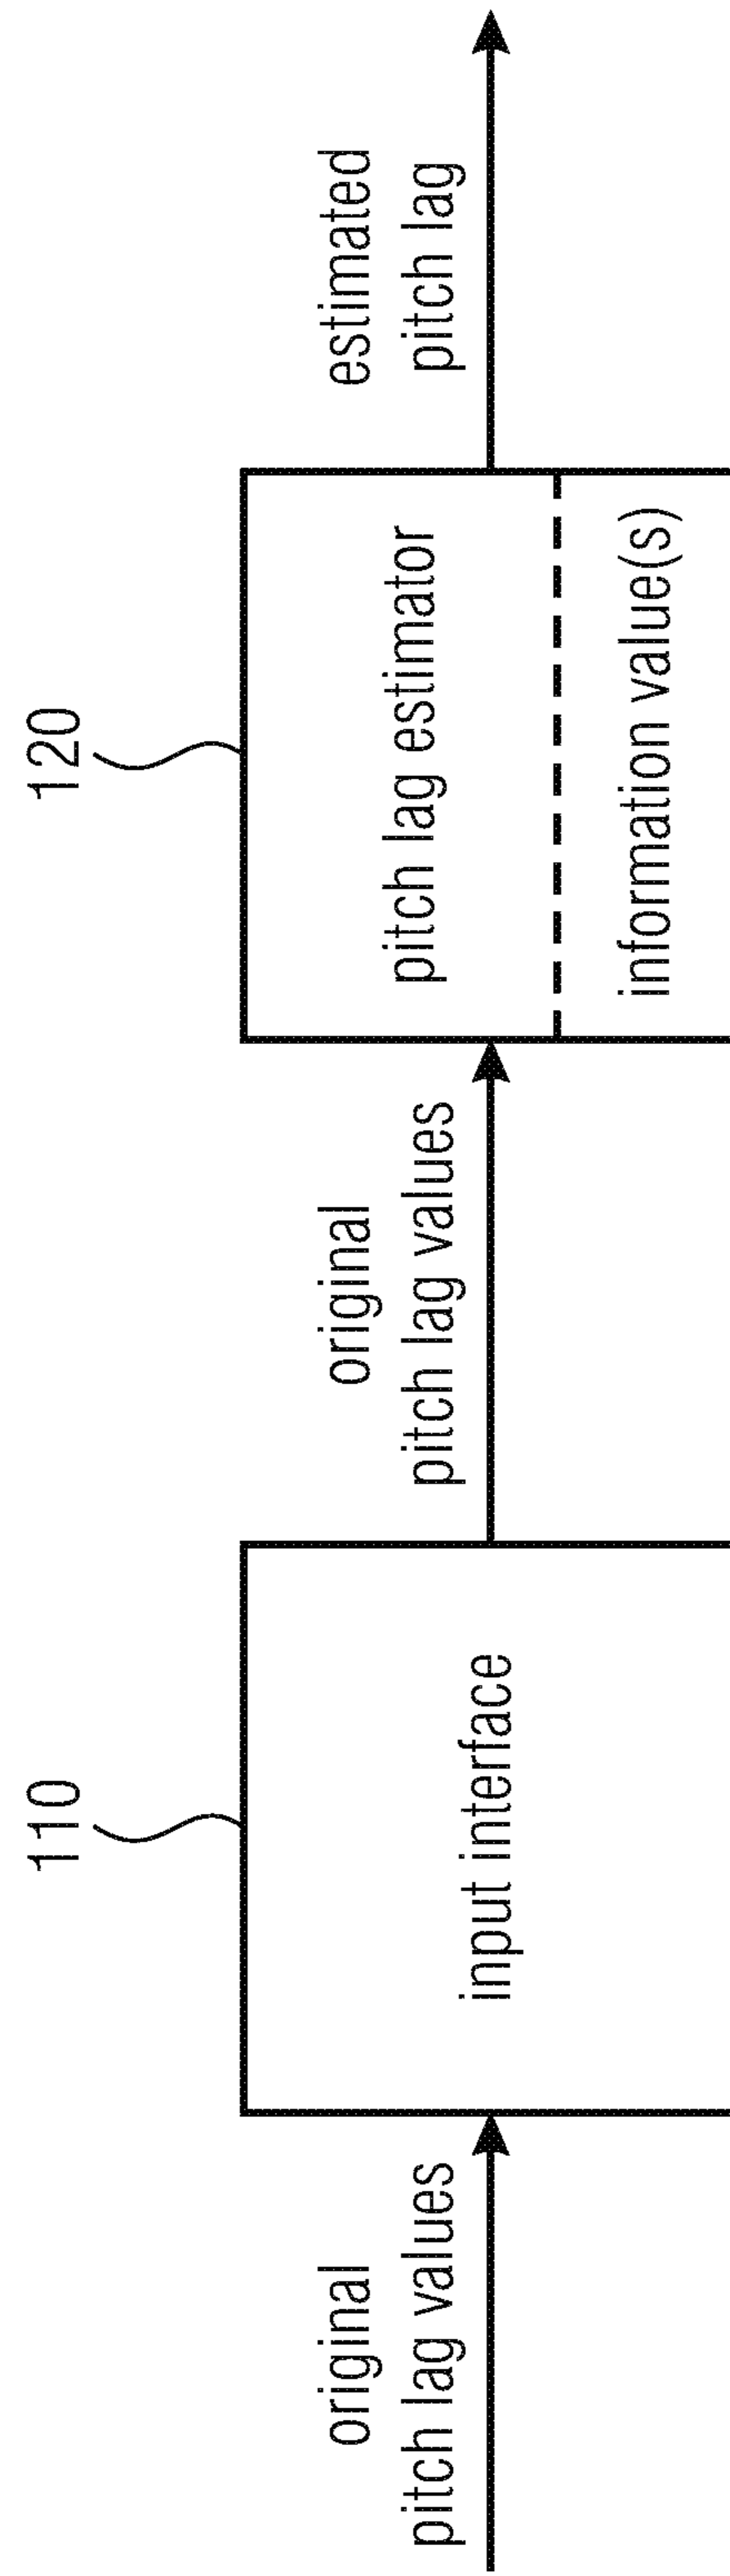 original
pitch lag values
110
input interface
original
pitch lag values
120
pitch lag estimator
information value(s)
estimated
pitch lag